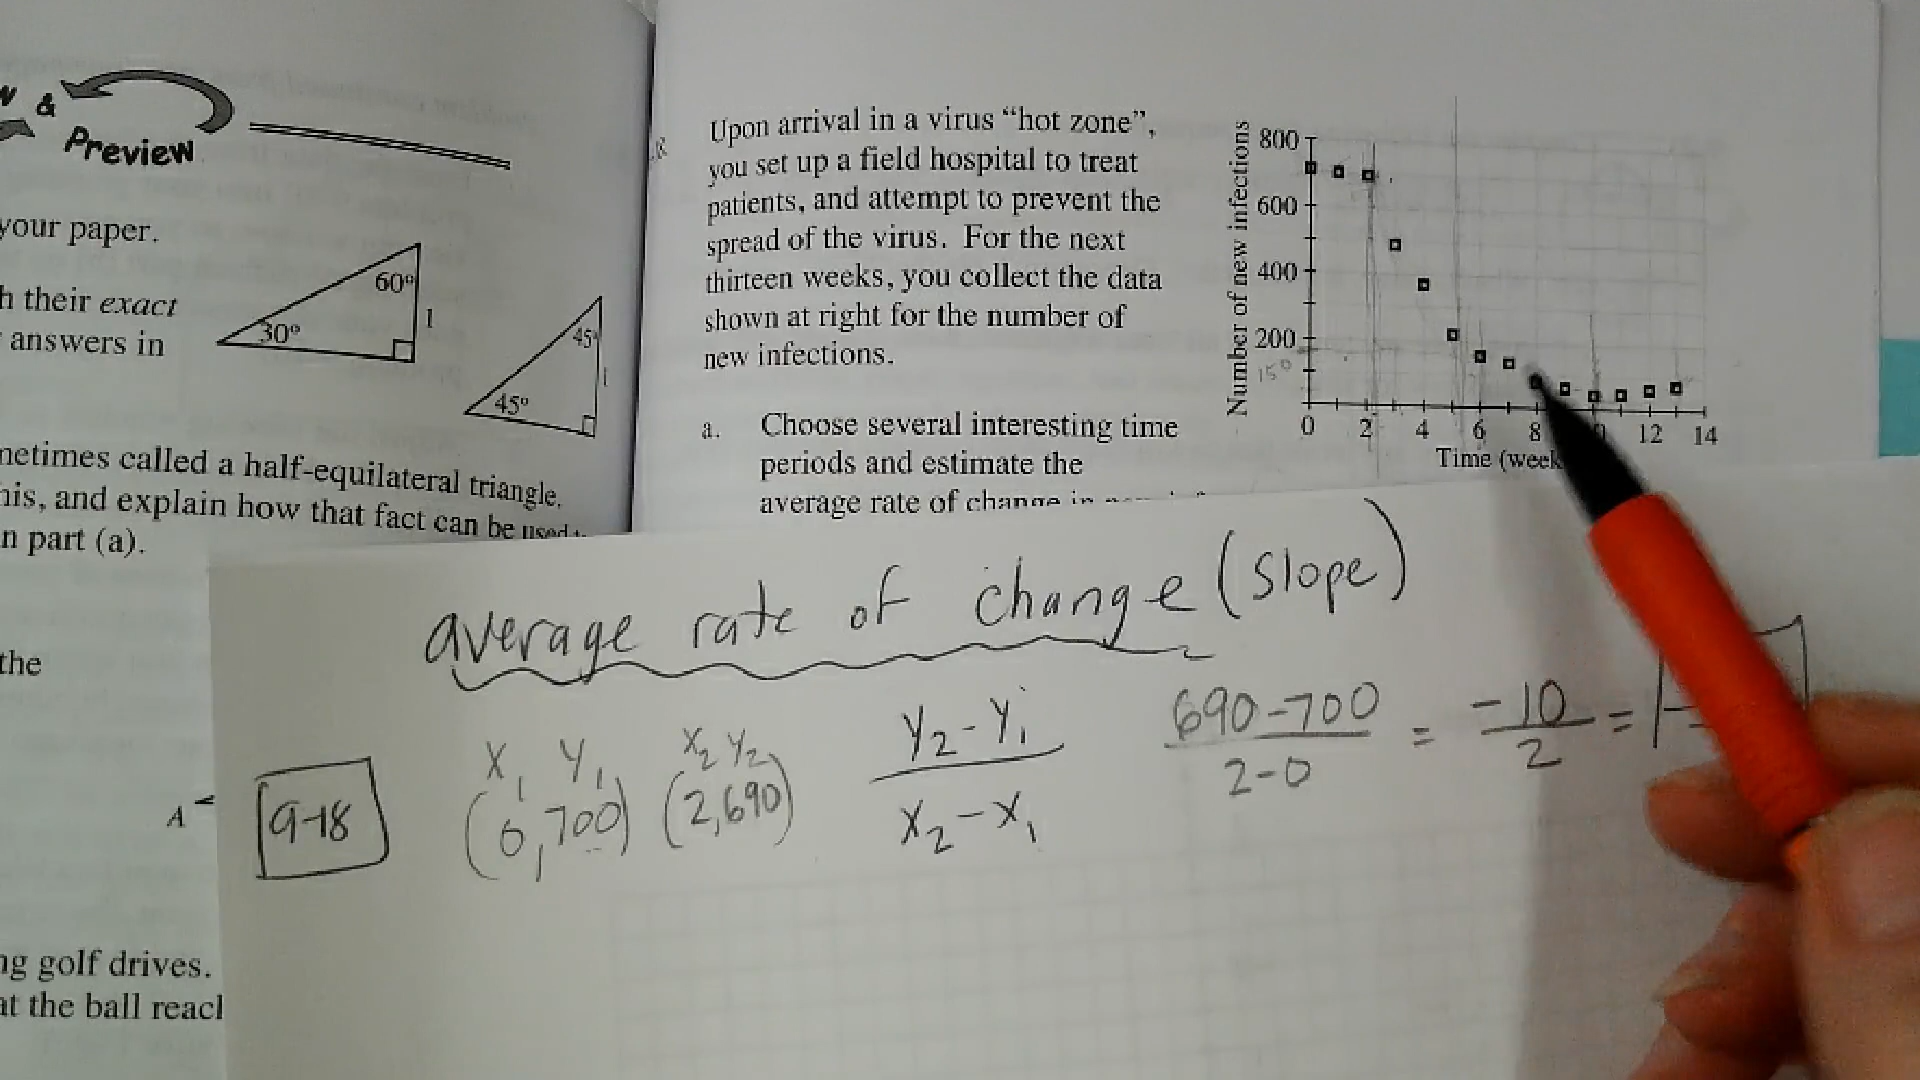 &
Preview
your paper.
h their exact
answers in
60°
30°
1
45°
45°
1
metimes called a half-equilateral triangle.
his, and explain how that fact can be used
n part (a).
the
A
ng golf drives.
at the ball reach
Upon arrival in a virus “hot zone”,
you set up a field hospital to treat
patients, and attempt to prevent the
spread of the virus. For the next
thirteen weeks, you collect the data
shown at right for the number of
new infections.
a. Choose several interesting time
periods and estimate the
average rate of change in
Number of new infections
800
600
400
200
150
0 2 4 6 8 12 14
Time (week
average rate of change (slope)
9-18
X1 Y1 X2 Y2
(0,700) (2,690)
Y2-Y1
X2-X1
690-700
2-0
= -10
2
=